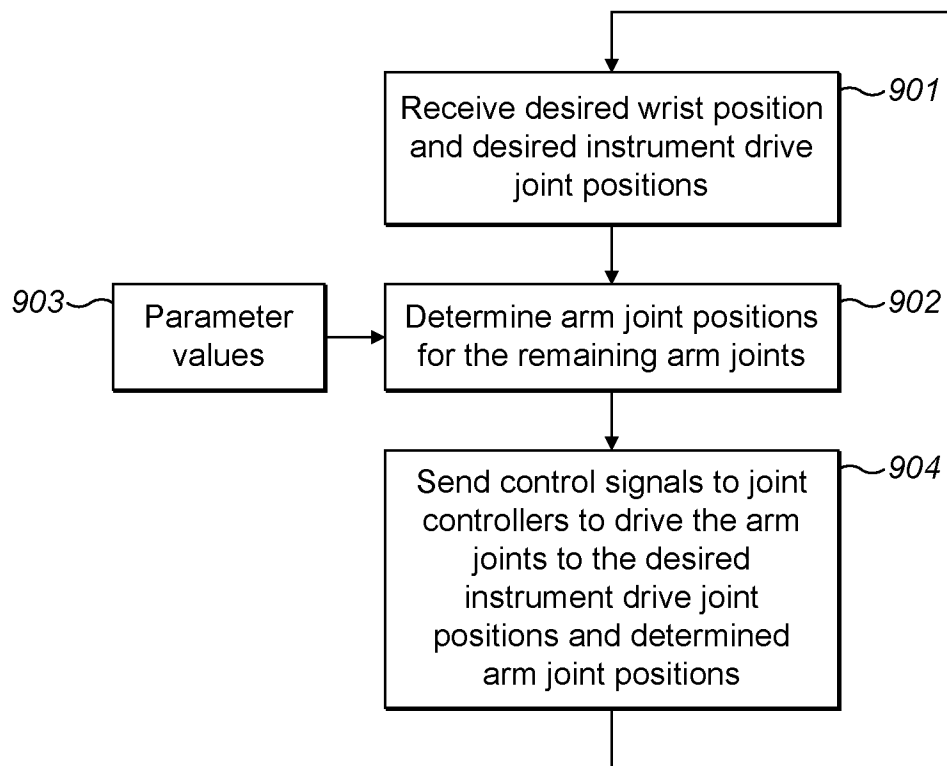 Receive desired wrist position
and desired instrument drive
joint positions
901
903
Parameter
values
Determine arm joint positions
for the remaining arm joints
902
Send control signals to joint
controllers to drive the arm
joints to the desired
instrument drive joint
positions and determined
arm joint positions
904